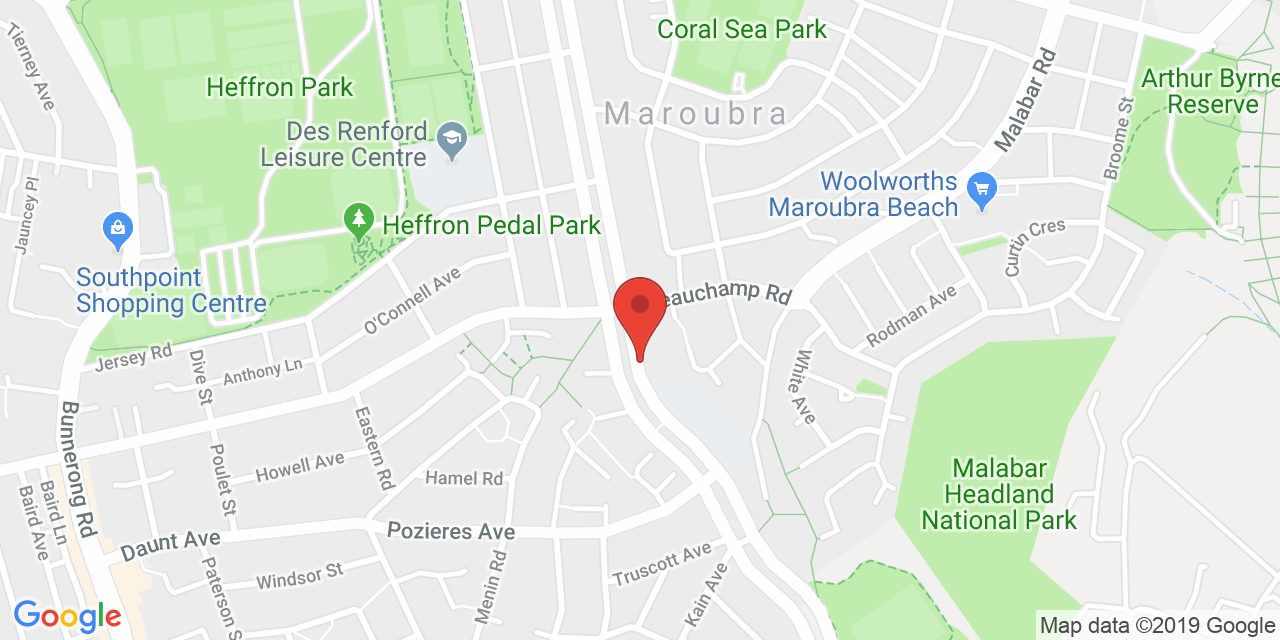 Tierney Ave
Coral Sea Park
Heffron Park
Arthur Byrne
Reserve
Malabar Rd
Maroubra
Broome St
Des Renford
Leisure Centre
Woolworths
Maroubra Beach
Jauncey Pl
Heffron Pedal Park
Curtin Cres
Southpoint
Shopping Centre
O'Connell Ave
eauchamp Rd
Rodman Ave
Jersey Rd
Dive St
Anthony Ln
White Ave
Bunnerong Rd
Eastern Rd
Poulet St
Howell Ave
Hamel Rd
Malabar
Headland
National Park
Baird Ln
Baird Ave
Daunt Ave
Pozieres Ave
Truscott Ave
Windsor St
Paterson S
Menin Rd
Kain Ave
Google
Map data ©2019 Google